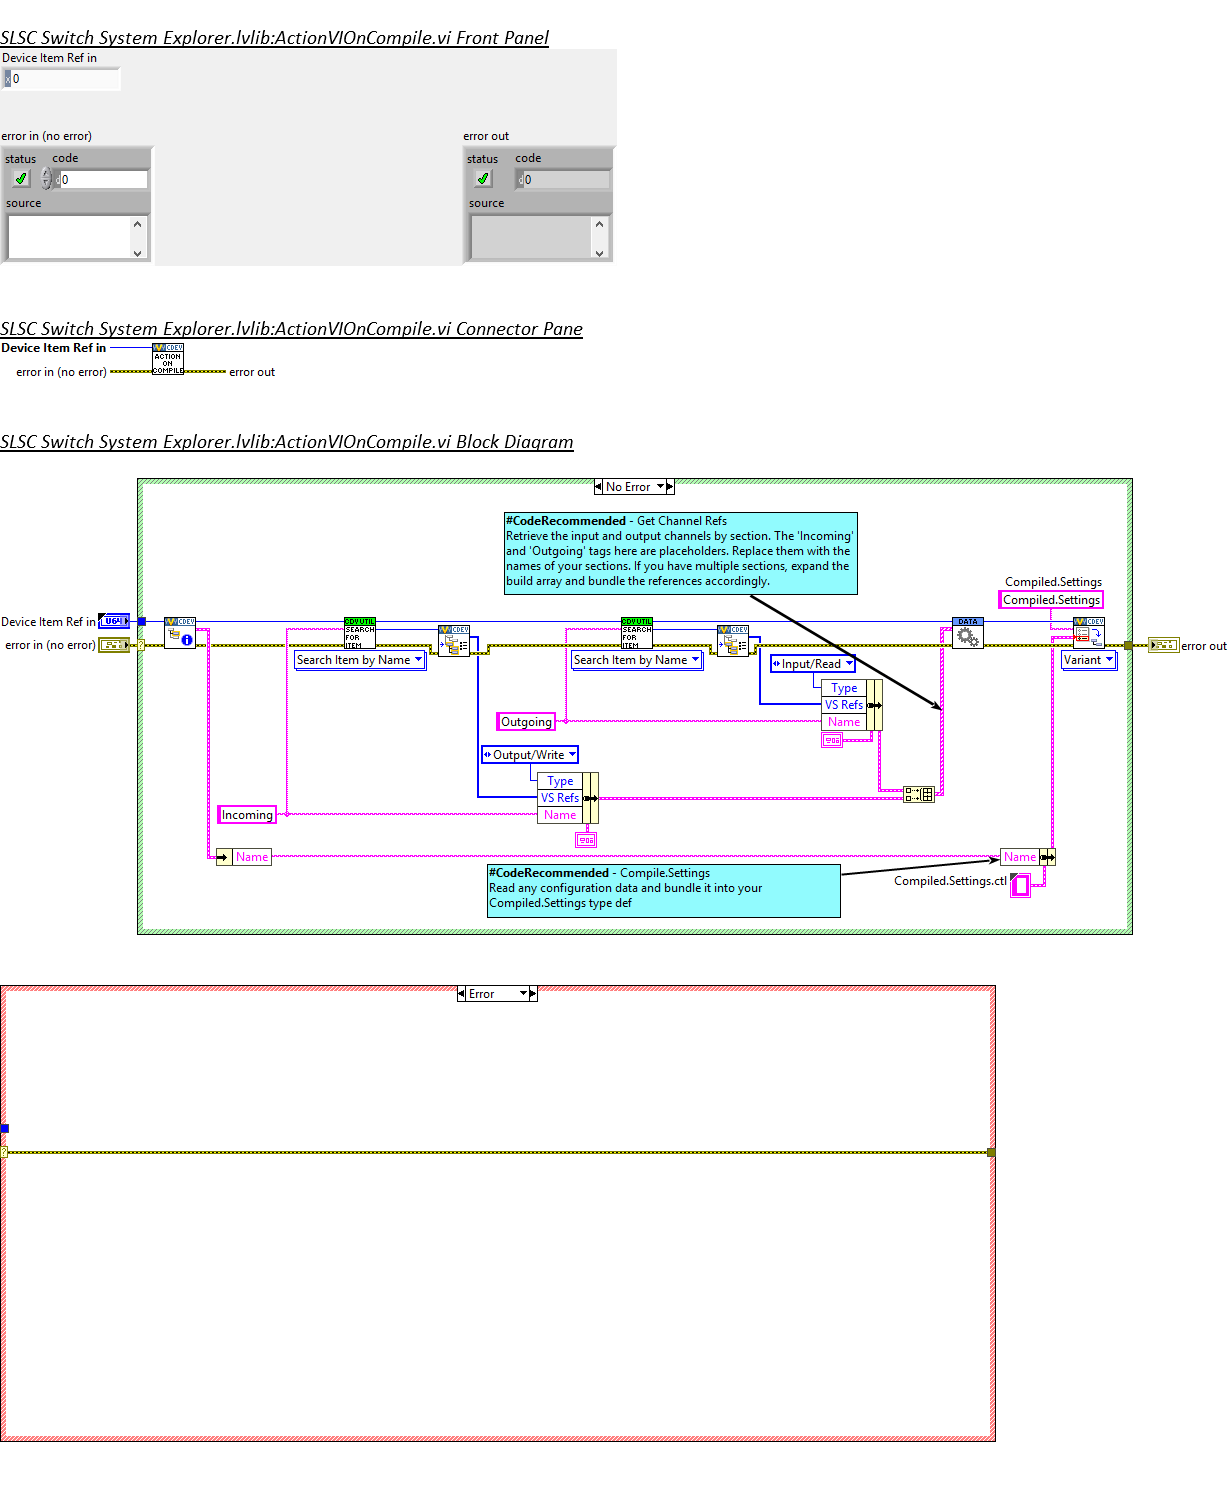 SLSC Switch System Explorer.lvlib:ActionVIOnCompile.vi Front Panel
Device Item Ref in
x 0
error in (no error)
error out
status code
status code
d 0
d 0
source
source
SLSC Switch System Explorer.lvlib:ActionVIOnCompile.vi Connector Pane
Device Item Ref in
CDEV
ACTION
ON
COMPILE
error in (no error)
error out
SLSC Switch System Explorer.lvlib:ActionVIOnCompile.vi Block Diagram
No Error
#CodeRecommended - Get Channel Refs
Retrieve the input and output channels by section. The 'Incoming'
and 'Outgoing' tags here are placeholders. Replace them with the
names of your sections. If you have multiple sections, expand the
build array and bundle the references accordingly.
Compiled.Settings
Compiled.Settings
Device Item Ref in
U64
error in (no error)
CDEV
CDVUTIL
SEARCH
FOR
ITEM
CDEV
CDVUTIL
SEARCH
FOR
ITEM
CDEV
DATA
CDEV
error out
Search Item by Name
Search Item by Name
Input/Read
Variant
Type
VS Refs
Name
Outgoing
Output/Write
Type
VS Refs
Name
Incoming
Name
Name
#CodeRecommended - Compile.Settings
Read any configuration data and bundle it into your
Compiled.Settings type def
Compiled.Settings.ctl
Error